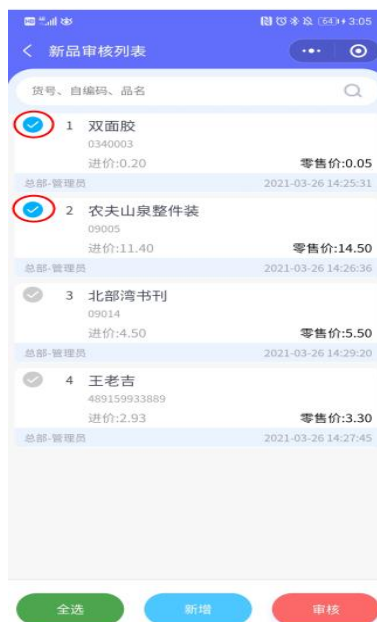 HD 4G 64 3:05
新品审核列表
货号、自编码、品名
1 双面胶
0340003
进价:0.20 零售价:0.05
总部-管理员 2021-03-26 14:25:31
2 农夫山泉整件装
09005
进价:11.40 零售价:14.50
总部-管理员 2021-03-26 14:26:36
3 北部湾书刊
09014
进价:4.50 零售价:5.50
总部-管理员 2021-03-26 14:29:20
4 王老吉
489159933889
进价:2.93 零售价:3.30
总部-管理员 2021-03-26 14:27:45
全选 新增 审核